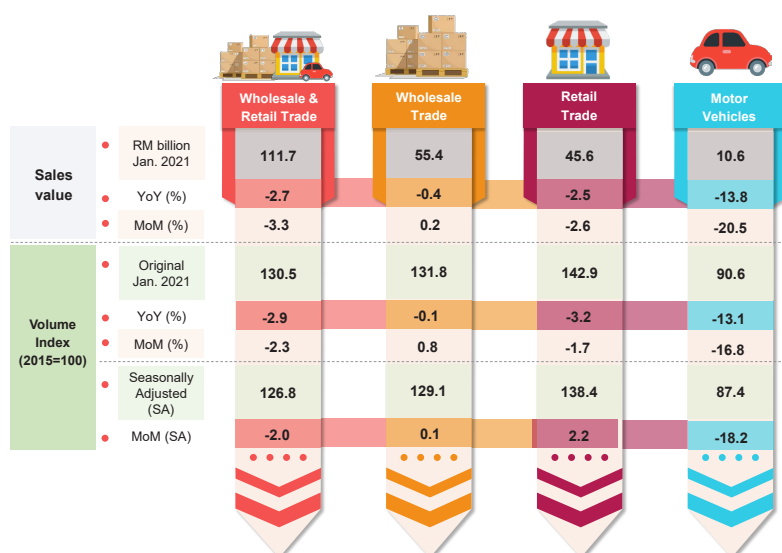 Wholesale &
Retail Trade
Wholesale
Trade
Retail
Trade
Motor
Vehicles
Sales
value
RM billion
Jan. 2021
111.7
55.4
45.6
10.6
YoY (%)
-2.7
-0.4
-2.5
-13.8
MoM (%)
-3.3
0.2
-2.6
-20.5
Volume
Index
(2015=100)
Original
Jan. 2021
130.5
131.8
142.9
90.6
YoY (%)
-2.9
-0.1
-3.2
-13.1
MoM (%)
-2.3
0.8
-1.7
-16.8
Seasonally
Adjusted
(SA)
126.8
129.1
138.4
87.4
MoM (SA)
-2.0
0.1
2.2
-18.2